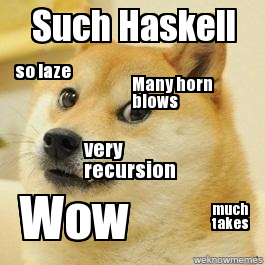 Such Haskell
so laze
Many horn
blows
very
recursion
Wow
much
takes
weknowmemes